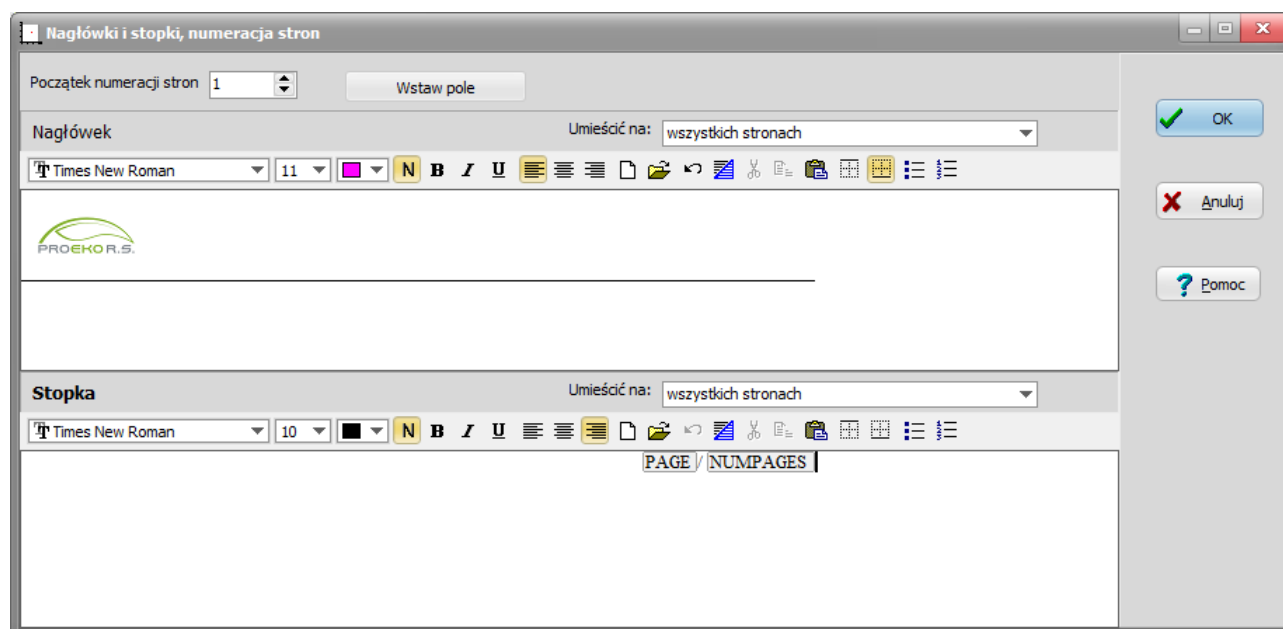 Nagłówki i stopki, numeracja stron
Początek numeracji stron 1 Wstaw pole
OK
Nagłówek Umieścić na: wszystkich stronach
Times New Roman 11 N B I U
Anuluj
PROEKO R.S.
Pomoc
Stopka Umieścić na: wszystkich stronach
Times New Roman 10 N B I U
PAGE / NUMPAGES